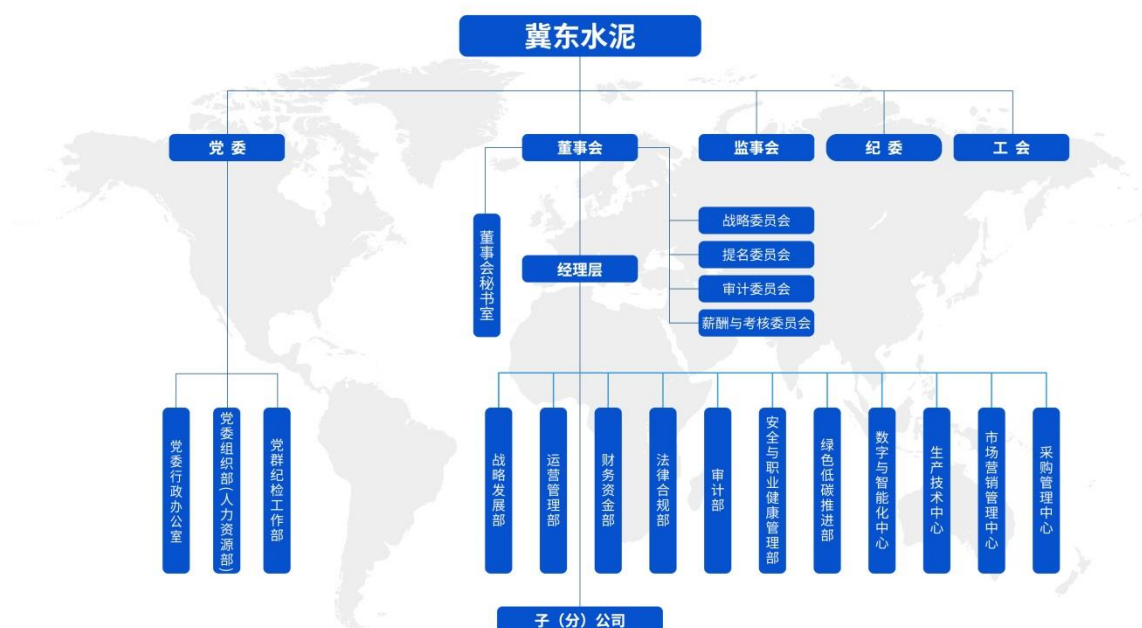 冀东水泥
党 委
董事会
监事会
纪 委
工 会
董事会秘书室
战略委员会
提名委员会
审计委员会
薪酬与考核委员会
经理层
党委行政办公室
党委组织部(人力资源部)
党群纪检工作部
战略发展部
运营管理部
财务资金部
法律合规部
审计部
安全与职业健康管理部
绿色低碳推进部
数字与智能化中心
生产技术中心
市场营销管理中心
采购管理中心
子（分）公司